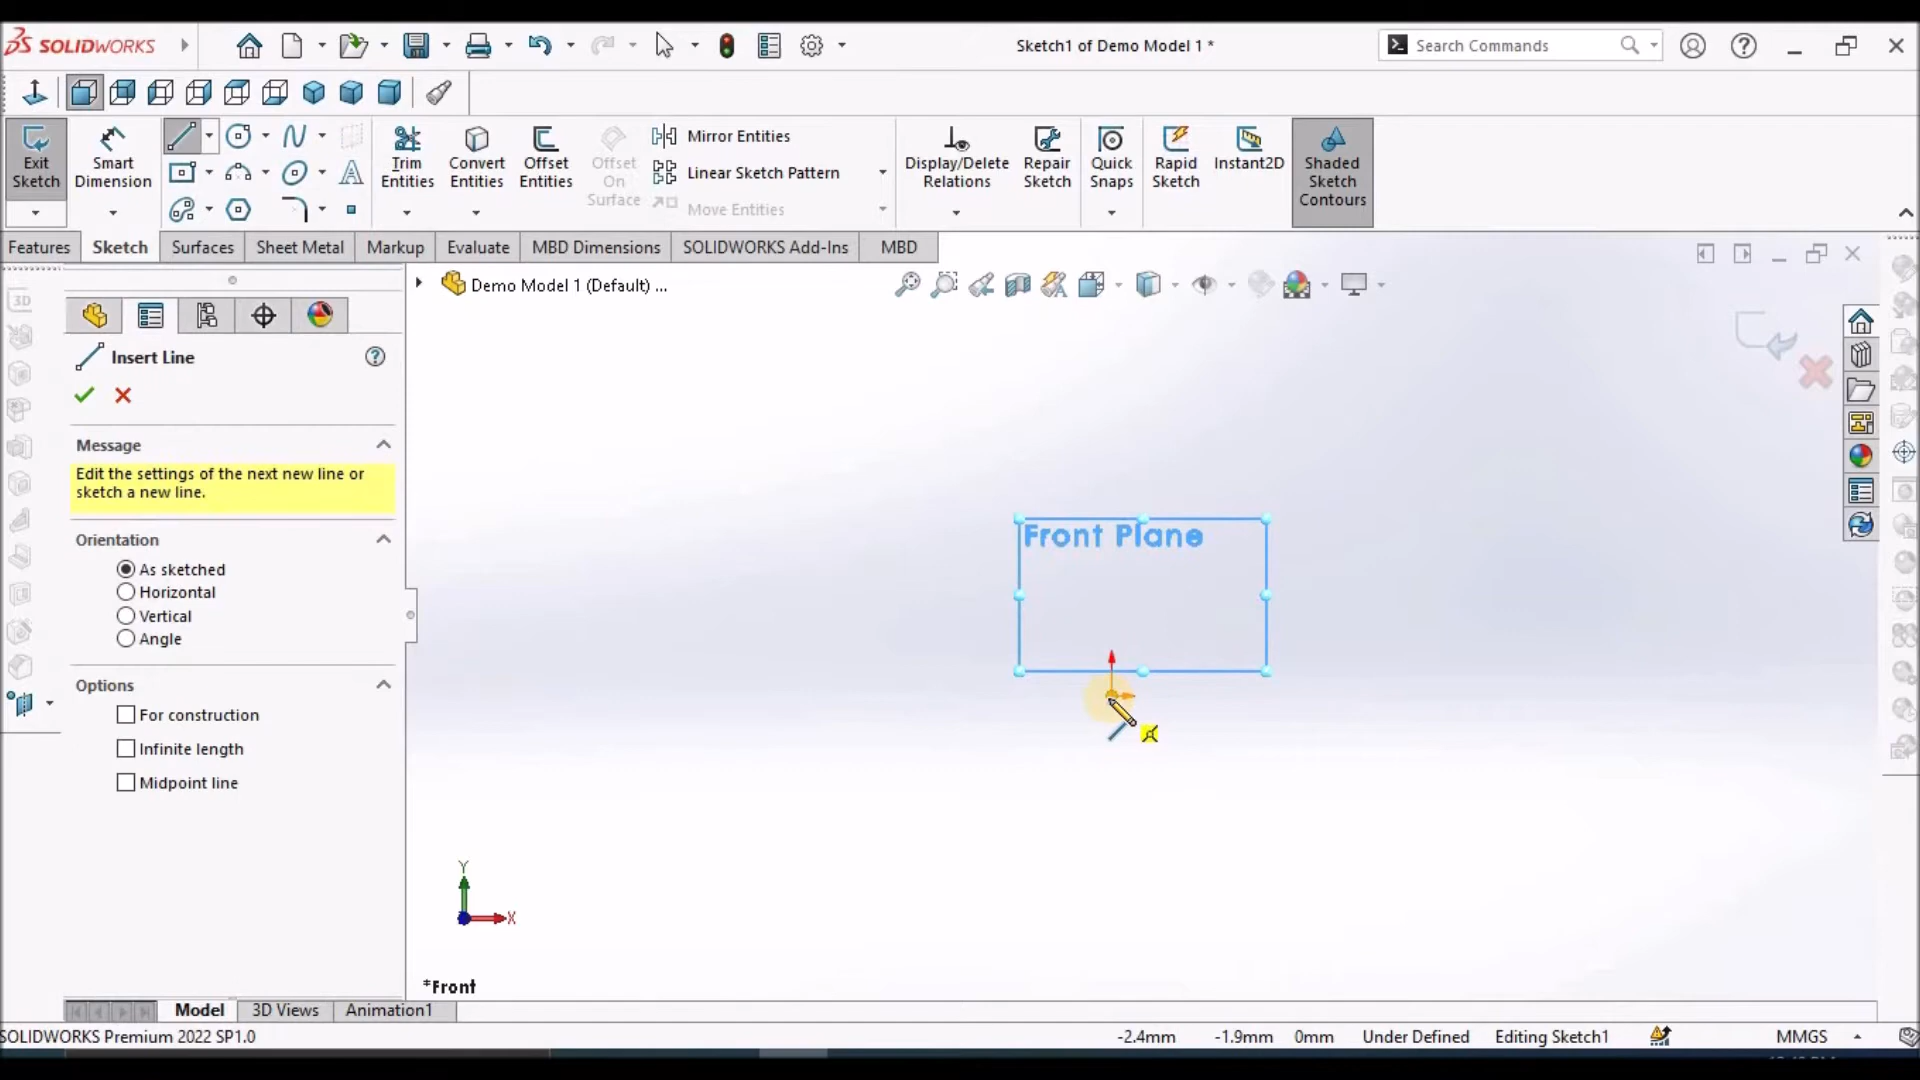 SOLIDWORKS
Sketch1 of Demo Model 1 *
Search Commands
Exit Sketch
Smart Dimension
Trim Entities
Convert Entities
Offset Entities
Offset On Surface
Mirror Entities
Linear Sketch Pattern
Move Entities
Display/Delete Relations
Repair Sketch
Quick Snaps
Rapid Sketch
Instant2D
Shaded Sketch Contours
Features
Sketch
Surfaces
Sheet Metal
Markup
Evaluate
MBD Dimensions
SOLIDWORKS Add-Ins
MBD
Demo Model 1 (Default) ...
3D
Insert Line
Message
Edit the settings of the next new line or
sketch a new line.
Orientation
As sketched
Horizontal
Vertical
Angle
Options
For construction
Infinite length
Midpoint line
Front Plane
Y
X
*Front
Model
3D Views
Animation1
SOLIDWORKS Premium 2022 SP1.0
-2.4mm
-1.9mm
0mm
Under Defined
Editing Sketch1
MMGS